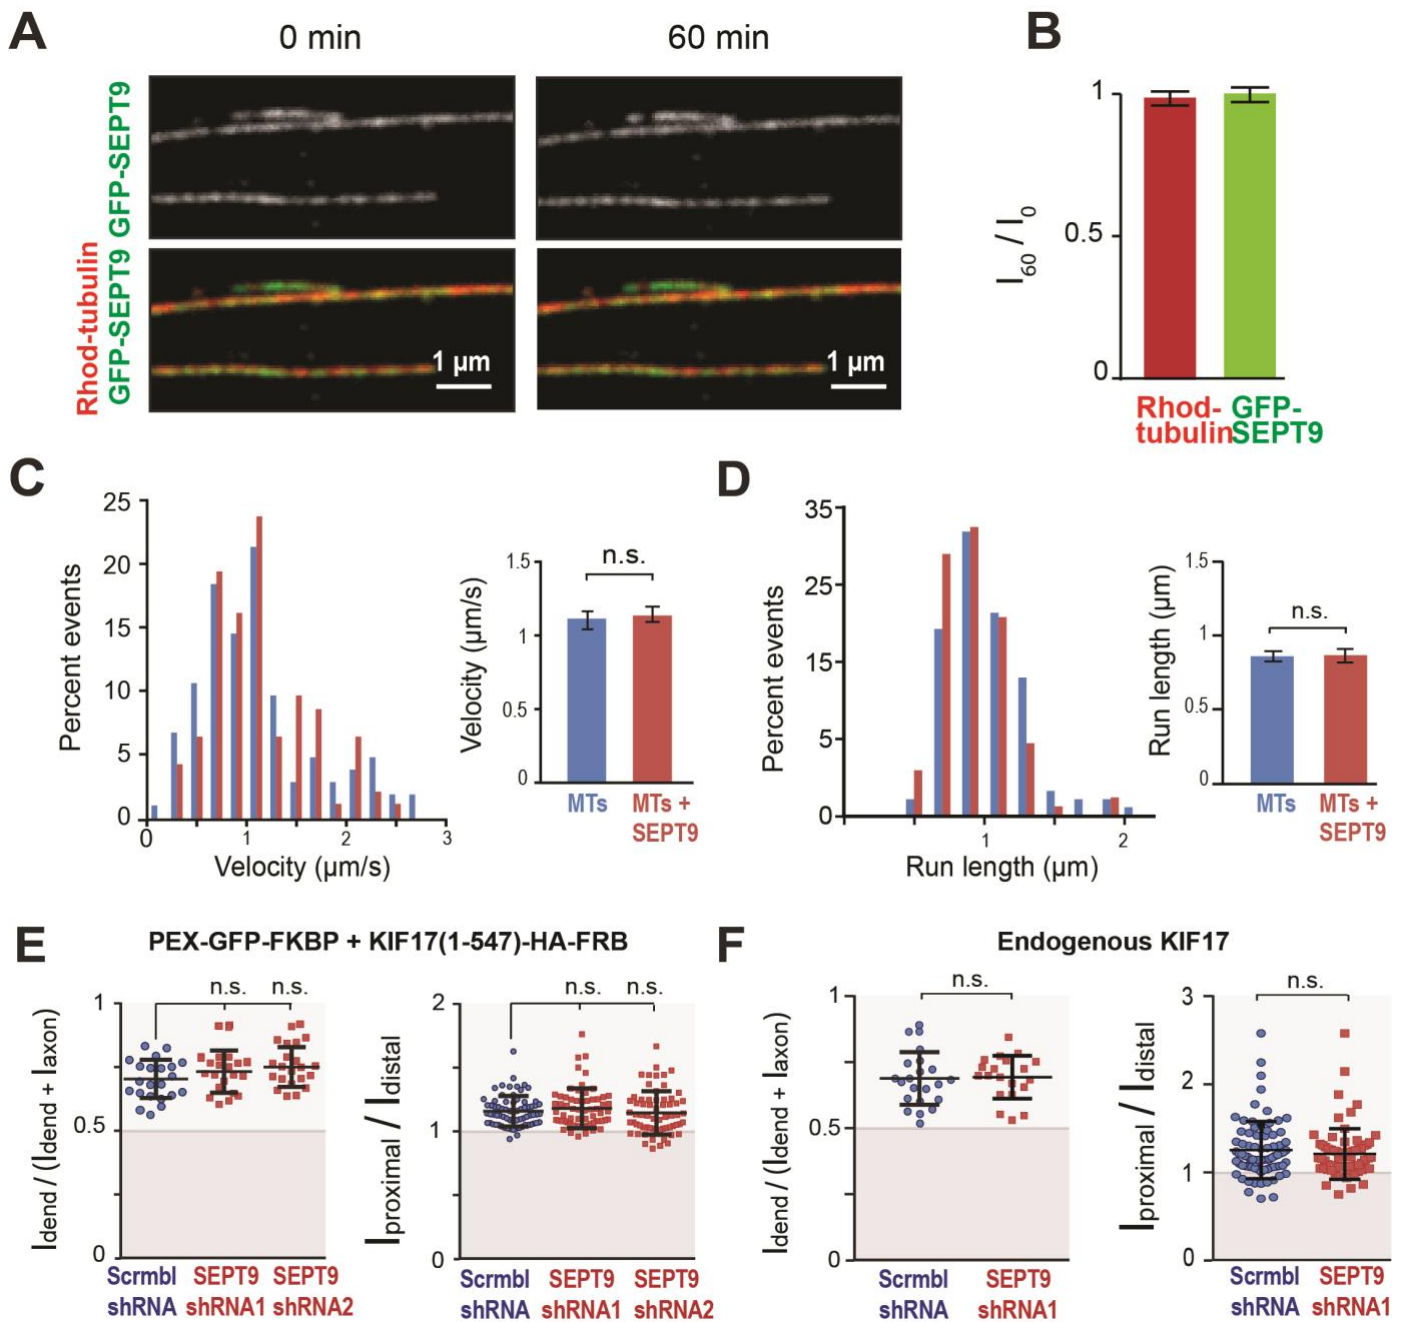 A
0 min
60 min
GFP-SEPT9
Rhod-tubulin
GFP-SEPT9
1 µm
1 µm
B
I60 / I0
1
0.5
0
Rhod-
tubulin
GFP-
SEPT9
C
Percent events
25
20
15
10
5
0
0
1
2
3
Velocity (µm/s)
Velocity (µm/s)
1.5
1
0.5
0
n.s.
MTs
MTs +
SEPT9
D
Percent events
35
25
15
5
0
1
2
Run length (µm)
Run length (µm)
1.5
1
0.5
0
n.s.
MTs
MTs +
SEPT9
E
PEX-GFP-FKBP + KIF17(1-547)-HA-FRB
Idend / (Idend + Iaxon)
1
0.5
0
n.s.
n.s.
Scrmbl
shRNA
SEPT9
shRNA1
SEPT9
shRNA2
Iproximal / Idistal
2
1
0
n.s.
n.s.
Scrmbl
shRNA
SEPT9
shRNA1
SEPT9
shRNA2
F
Endogenous KIF17
Idend / (Idend + Iaxon)
1
0.5
0
n.s.
Scrmbl
shRNA
SEPT9
shRNA1
Iproximal / Idistal
3
2
1
0
n.s.
Scrmbl
shRNA
SEPT9
shRNA1